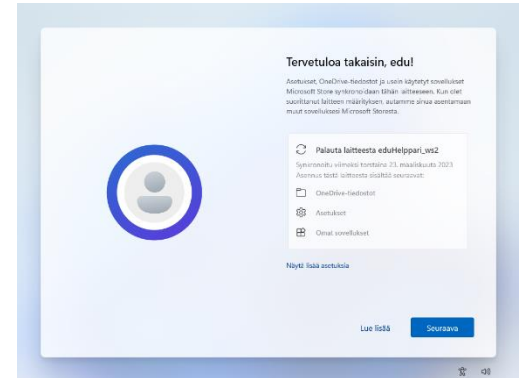 Tervetuloa takaisin, edu!
Asetukset, OneDrive-tiedostot ja usein käytetyt sovellukset
Microsoft Store synkronoidaan tähän laitteeseen. Kun olet
suorittanut laitteen määrityksen, autamme sinua asentamaan
muut sovelluksesi Microsoft Storesta.
Palauta laitteesta eduHelppari_ws2
Synkronoitu viimeksi torstaina 23. maaliskuuta 2023
Asennus tästä laitteesta sisältää seuraavat:
OneDrive-tiedostot
Asetukset
Omat sovellukset
Näytä lisää asetuksia
Lue lisää
Seuraava